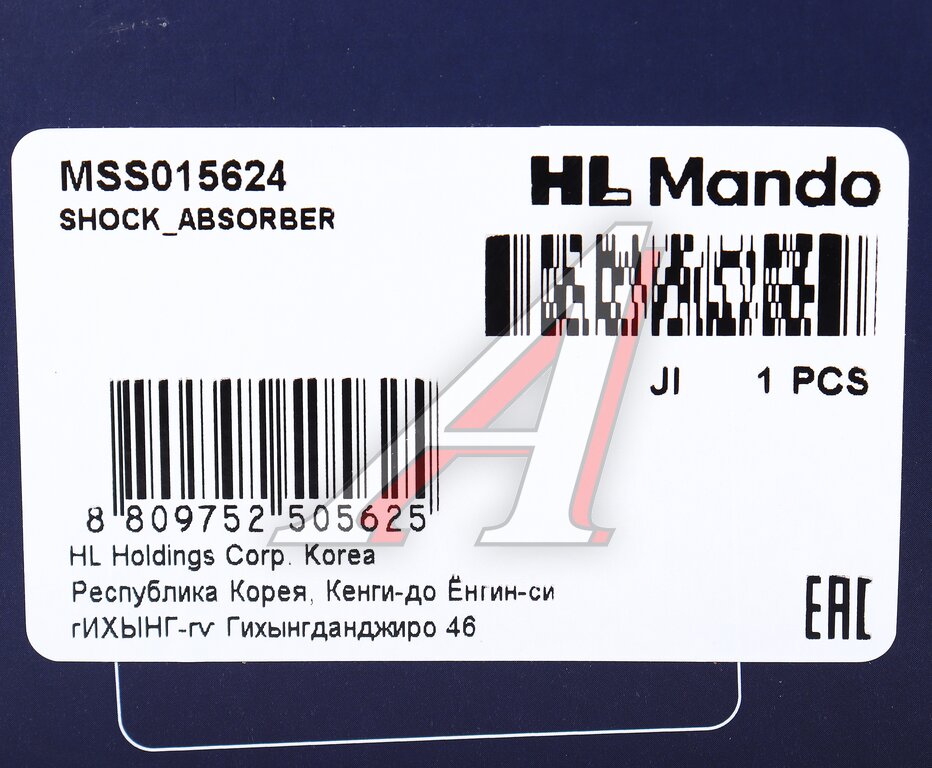 MSS015624
SHOCK_ABSORBER
HL Mando
JI 1 PCS
8 809752 505625
HL Holdings Corp. Korea
Республика Корея, Кенги-до Ёнгин-си
гИХЫНГ-гv Гихынгданджиро 46
EAC